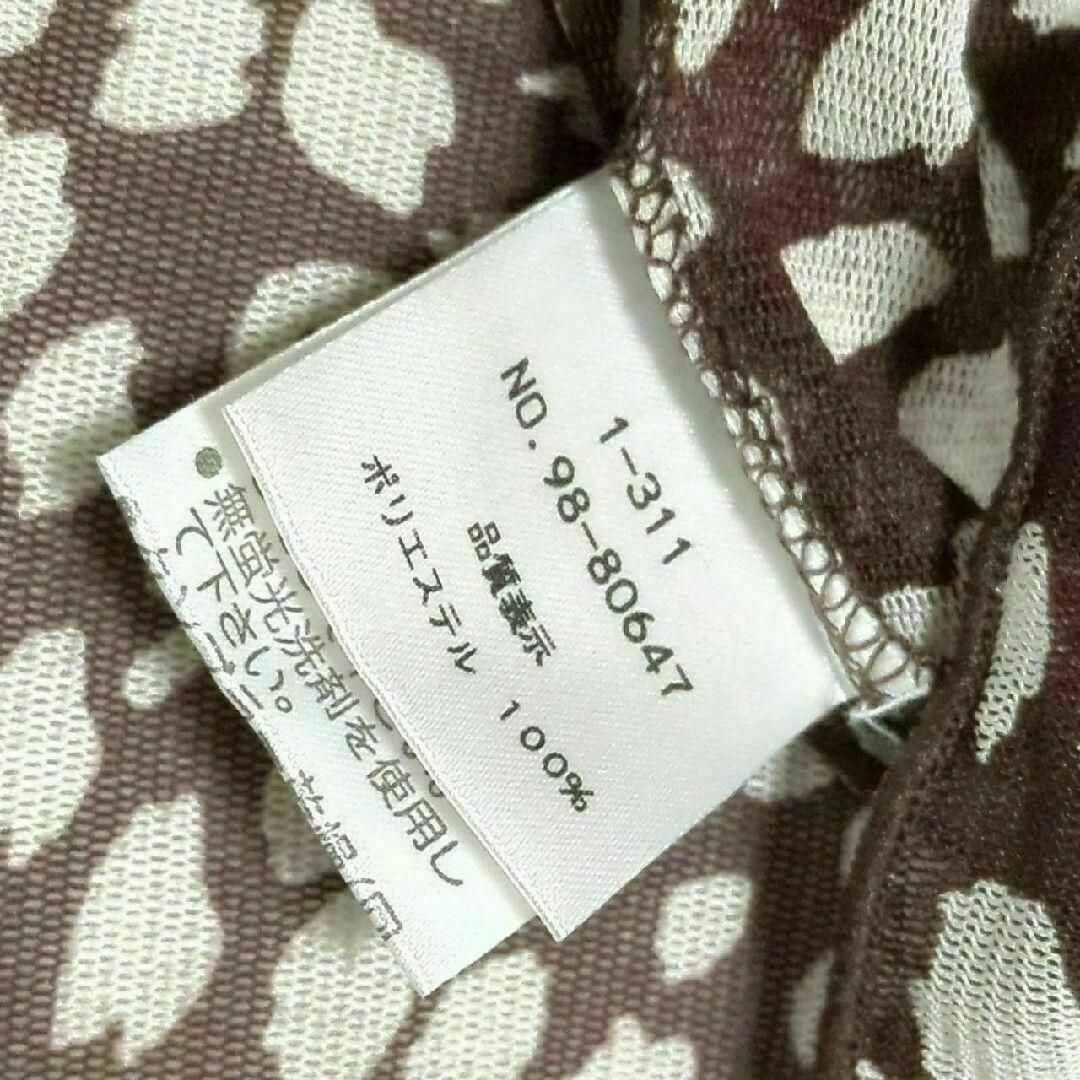 1-311
NO.98-80647
品質表示
ポリエステル 100%
●無蛍光洗剤を使用し
て下さい。